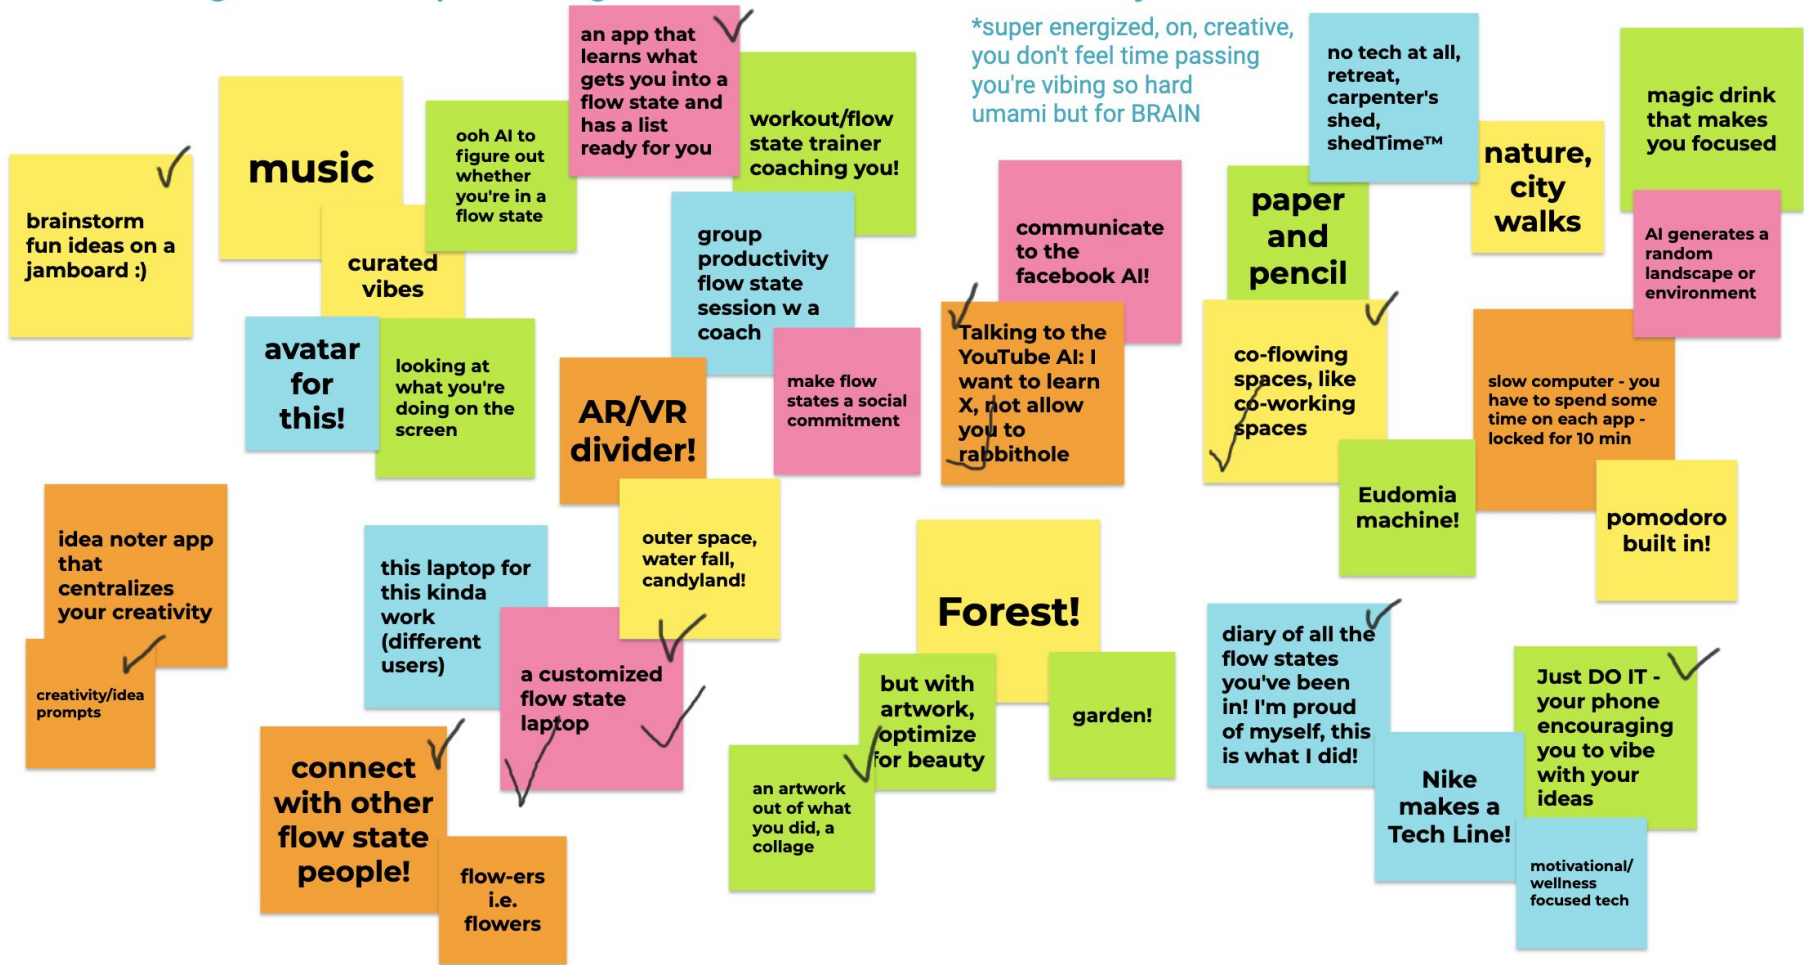 *super energized, on, creative,
you don't feel time passing
you're vibing so hard
umami but for BRAIN
brainstorm
fun ideas on a
jamboard :)
music
curated
vibes
ooh AI to
figure out
whether
you're in a
flow state
an app that
learns what
gets you into a
flow state and
has a list
ready for you
workout/flow
state trainer
coaching you!
group
productivity
flow state
session w a
coach
make flow
states a social
commitment
avatar
for
this!
looking at
what you're
doing on the
screen
AR/VR
divider!
outer space,
water fall,
candyland!
communicate
to the
facebook AI!
Talking to the
YouTube AI: I
want to learn
X, not allow
you to
rabbithole
no tech at all,
retreat,
carpenter's
shed,
shedTime™
paper
and
pencil
nature,
city
walks
magic drink
that makes
you focused
AI generates a
random
landscape or
environment
co-flowing
spaces, like
co-working
spaces
Eudomia
machine!
slow computer - you
have to spend some
time on each app -
locked for 10 min
pomodoro
built in!
idea noter app
that
centralizes
your creativity
creativity/idea
prompts
this laptop for
this kinda
work
(different
users)
a customized
flow state
laptop
connect
with other
flow state
people!
flow-ers
i.e.
flowers
Forest!
but with
artwork,
optimize
for beauty
garden!
an artwork
out of what
you did, a
collage
diary of all the
flow states
you've been
in! I'm proud
of myself, this
is what I did!
Nike
makes a
Tech Line!
Just DO IT -
your phone
encouraging
you to vibe
with your
ideas
motivational/
wellness
focused tech